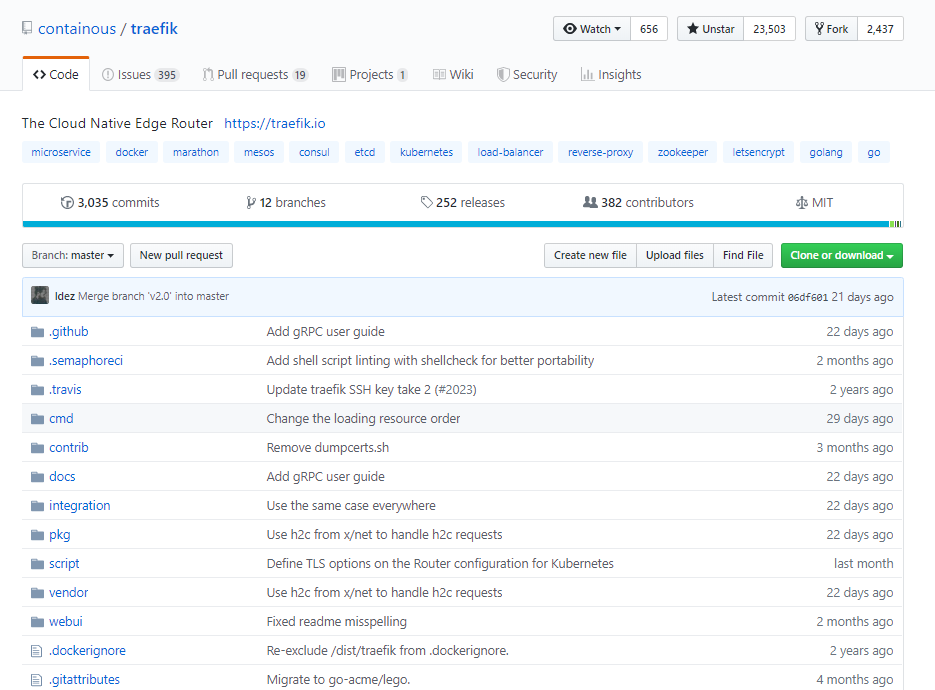 containous / traefik Watch 656 Unstar 23,503 Fork 2,437
Code Issues 395 Pull requests 19 Projects 1 Wiki Security Insights
The Cloud Native Edge Router https://traefik.io
microservice docker marathon mesos consul etcd kubernetes load-balancer reverse-proxy zookeeper letsencrypt golang go
3,035 commits 12 branches 252 releases 382 contributors MIT
Branch: master New pull request Create new file Upload files Find File Clone or download
ldez Merge branch 'v2.0' into master Latest commit 06df601 21 days ago
.github Add gRPC user guide 22 days ago
.semaphoreci Add shell script linting with shellcheck for better portability 2 months ago
.travis Update traefik SSH key take 2 (#2023) 2 years ago
cmd Change the loading resource order 29 days ago
contrib Remove dumpcerts.sh 3 months ago
docs Add gRPC user guide 22 days ago
integration Use the same case everywhere 22 days ago
pkg Use h2c from x/net to handle h2c requests 22 days ago
script Define TLS options on the Router configuration for Kubernetes last month
vendor Use h2c from x/net to handle h2c requests 22 days ago
webui Fixed readme misspelling 2 months ago
.dockerignore Re-exclude /dist/traefik from .dockerignore. 2 years ago
.gitattributes Migrate to go-acme/lego. 4 months ago